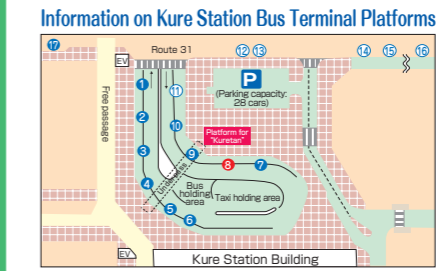 Information on Kure Station Bus Terminal Platforms
17
EV
Route 31
12 13
14 15 16
P
(Parking capacity:
28 cars)
1
11
2
10
Free passage
Platform for
"Kuretan"
3
9
8
7
4
Underpass
Bus
holding
area
Taxi holding area
5
6
EV
Kure Station Building